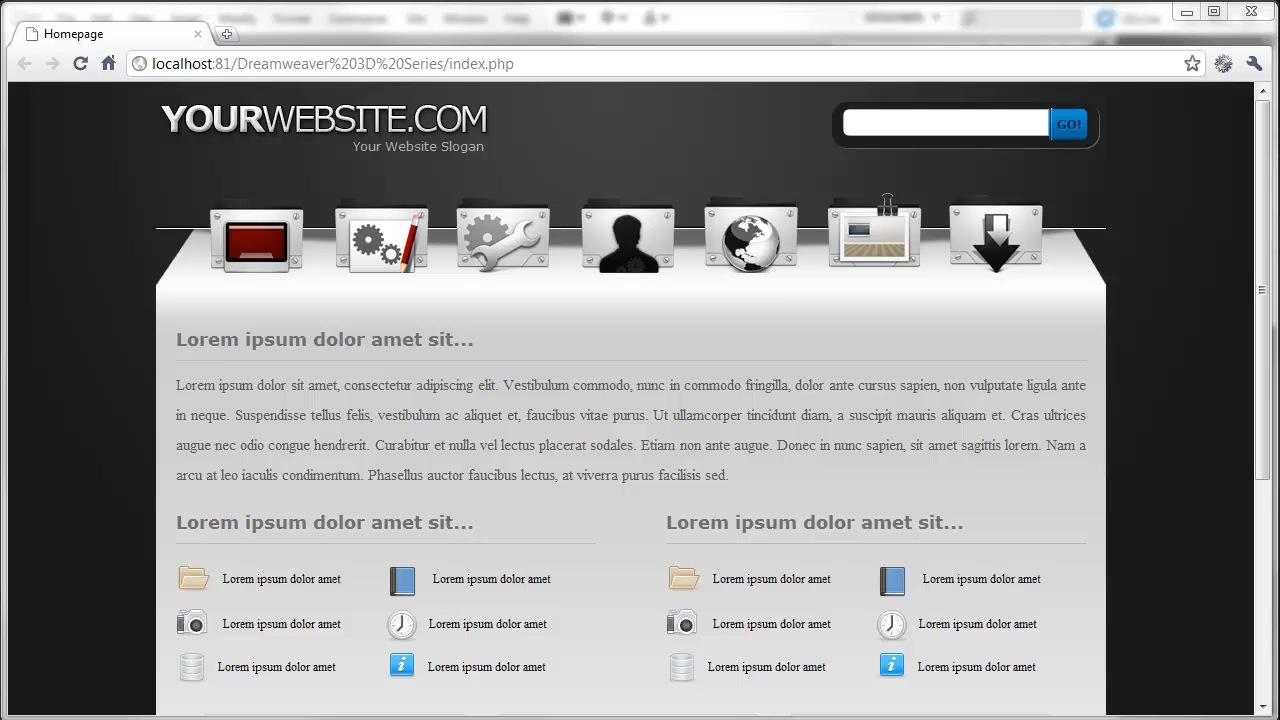 Homepage
localhost:81/Dreamweaver%203D%20Series/index.php
YOURWEBSITE.COM
Your Website Slogan
GO!
Lorem ipsum dolor amet sit...
Lorem ipsum dolor sit amet, consectetur adipiscing elit. Vestibulum commodo, nunc in commodo fringilla, dolor ante cursus sapien, non vulputate ligula ante
in neque. Suspendisse tellus felis, vestibulum ac aliquet et, faucibus vitae purus. Ut ullamcorper tincidunt diam, a suscipit mauris aliquam et. Cras ultrices
augue nec odio congue hendrerit. Curabitur et nulla vel lectus placerat sodales. Etiam non ante augue. Donec in nunc sapien, sit amet sagittis lorem. Nam a
arcu at leo iaculis condimentum. Phasellus auctor faucibus lectus, at viverra purus facilisis sed.
Lorem ipsum dolor amet sit... Lorem ipsum dolor amet sit...
Lorem ipsum dolor amet Lorem ipsum dolor amet Lorem ipsum dolor amet Lorem ipsum dolor amet
Lorem ipsum dolor amet Lorem ipsum dolor amet Lorem ipsum dolor amet Lorem ipsum dolor amet
Lorem ipsum dolor amet Lorem ipsum dolor amet Lorem ipsum dolor amet Lorem ipsum dolor amet